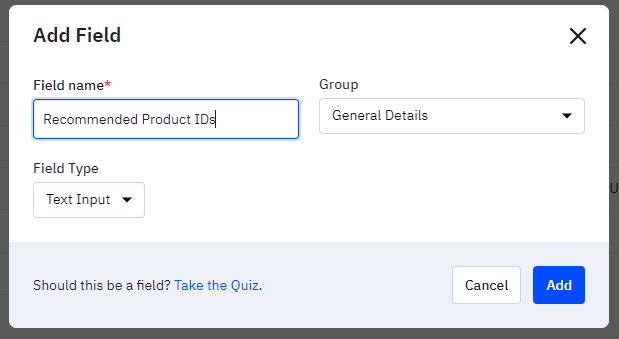 Add Field
Field name*
Group
Recommended Product IDs
General Details
Field Type
Text Input
Should this be a field? Take the Quiz.
Cancel
Add
U